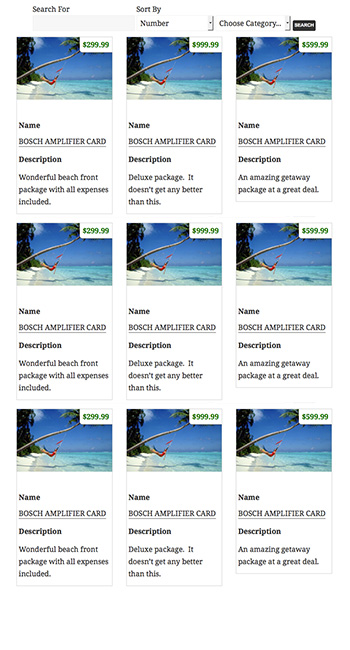 Search For Sort By
Number Choose Category... SEARCH
$299.99 $999.99 $599.99
Name Name Name
BOSCH AMPLIFIER CARD BOSCH AMPLIFIER CARD BOSCH AMPLIFIER CARD
Description Description Description
Wonderful beach front Deluxe package. It An amazing getaway
package with all expenses doesn't get any better package at a great deal.
included. than this.
$299.99 $999.99 $599.99
Name Name Name
BOSCH AMPLIFIER CARD BOSCH AMPLIFIER CARD BOSCH AMPLIFIER CARD
Description Description Description
Wonderful beach front Deluxe package. It An amazing getaway
package with all expenses doesn't get any better package at a great deal.
included. than this.
$299.99 $999.99 $599.99
Name Name Name
BOSCH AMPLIFIER CARD BOSCH AMPLIFIER CARD BOSCH AMPLIFIER CARD
Description Description Description
Wonderful beach front Deluxe package. It An amazing getaway
package with all expenses doesn't get any better package at a great deal.
included. than this.